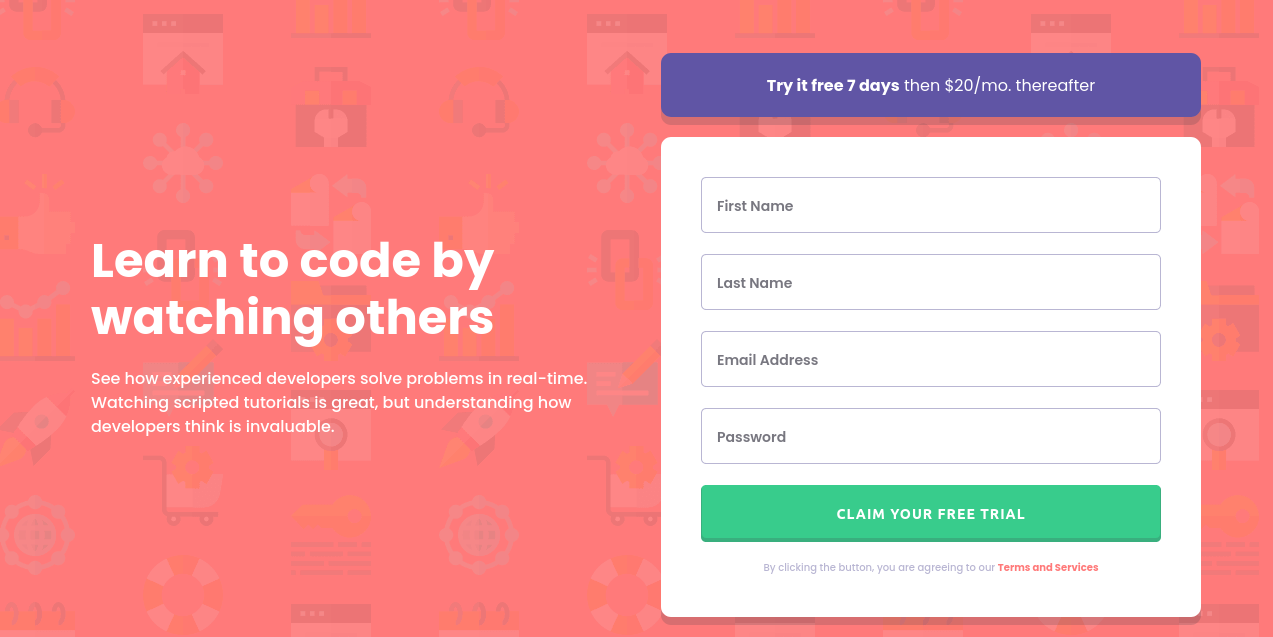 Learn to code by
watching others
See how experienced developers solve problems in real-time.
Watching scripted tutorials is great, but understanding how
developers think is invaluable.
Try it free 7 days then $20/mo. thereafter
First Name
Last Name
Email Address
Password
CLAIM YOUR FREE TRIAL
By clicking the button, you are agreeing to our Terms and Services